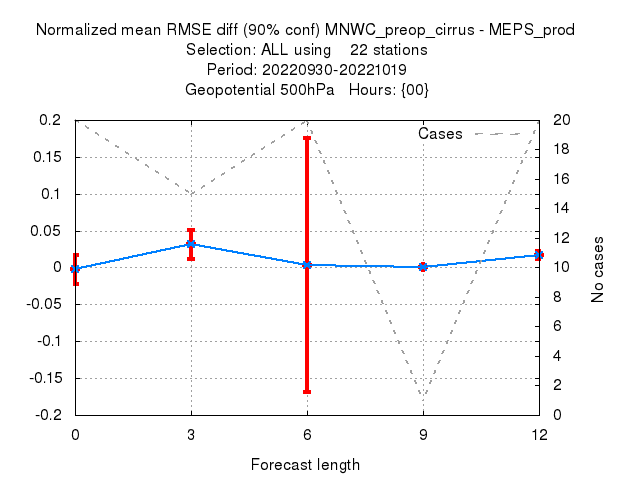 Normalized mean RMSE diff (90% conf) MNWC_preop_cirrus - MEPS_prod
Selection: ALL using    22 stations
Period: 20220930-20221019
Geopotential 500hPa   Hours: {00}
Cases
0.2
0.15
0.1
0.05
0
-0.05
-0.1
-0.15
-0.2
20
18
16
14
12
10
8
6
4
2
0
No cases
0 3 6 9 12
Forecast length